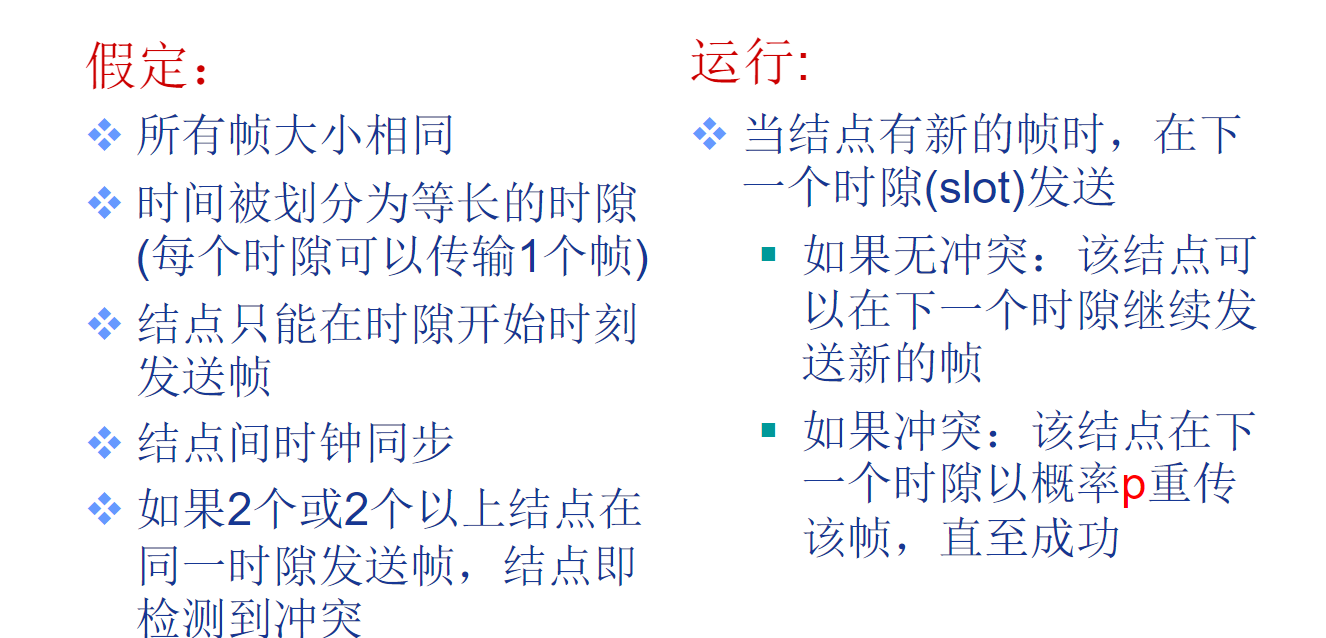 假定：
所有帧大小相同
时间被划分为等长的时隙
(每个时隙可以传输1个帧)
结点只能在时隙开始时刻
发送帧
结点间时钟同步
如果2个或2个以上结点在
同一时隙发送帧，结点即
检测到冲突
运行:
当结点有新的帧时，在下
一个时隙(slot)发送
如果无冲突：该结点可
以在下一个时隙继续发
送新的帧
如果冲突：该结点在下
一个时隙以概率p重传
该帧，直至成功